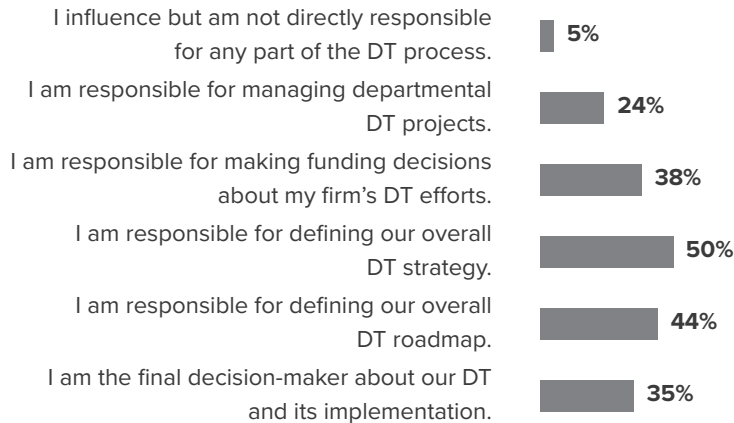 I influence but am not directly responsible
for any part of the DT process.
5%
I am responsible for managing departmental
DT projects.
24%
I am responsible for making funding decisions
about my firm’s DT efforts.
38%
I am responsible for defining our overall
DT strategy.
50%
I am responsible for defining our overall
DT roadmap.
44%
I am the final decision-maker about our DT
and its implementation.
35%